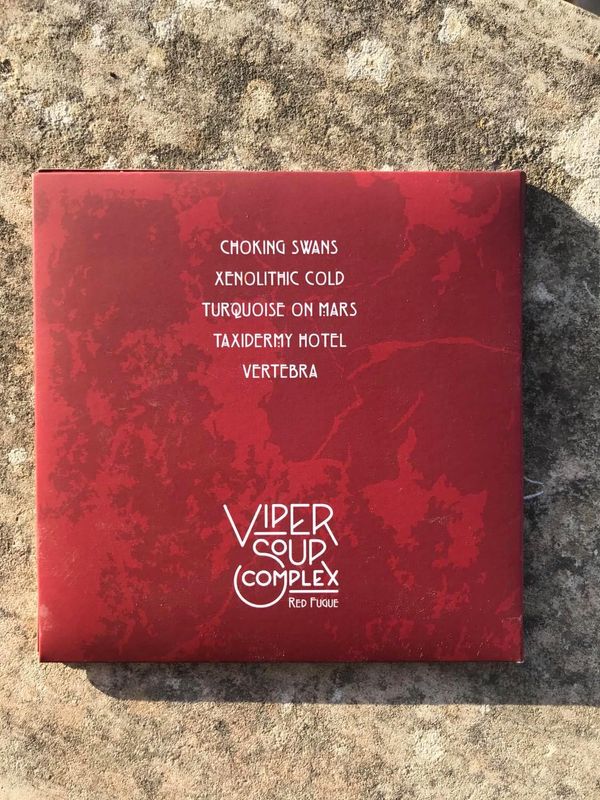 CHOKING SWANS
XENOLITHIC COLD
TURQUOISE ON MARS
TAXIDERMY HOTEL
VERTEBRA
VIPER
SOUP
COMPLEX
RED FUGUE